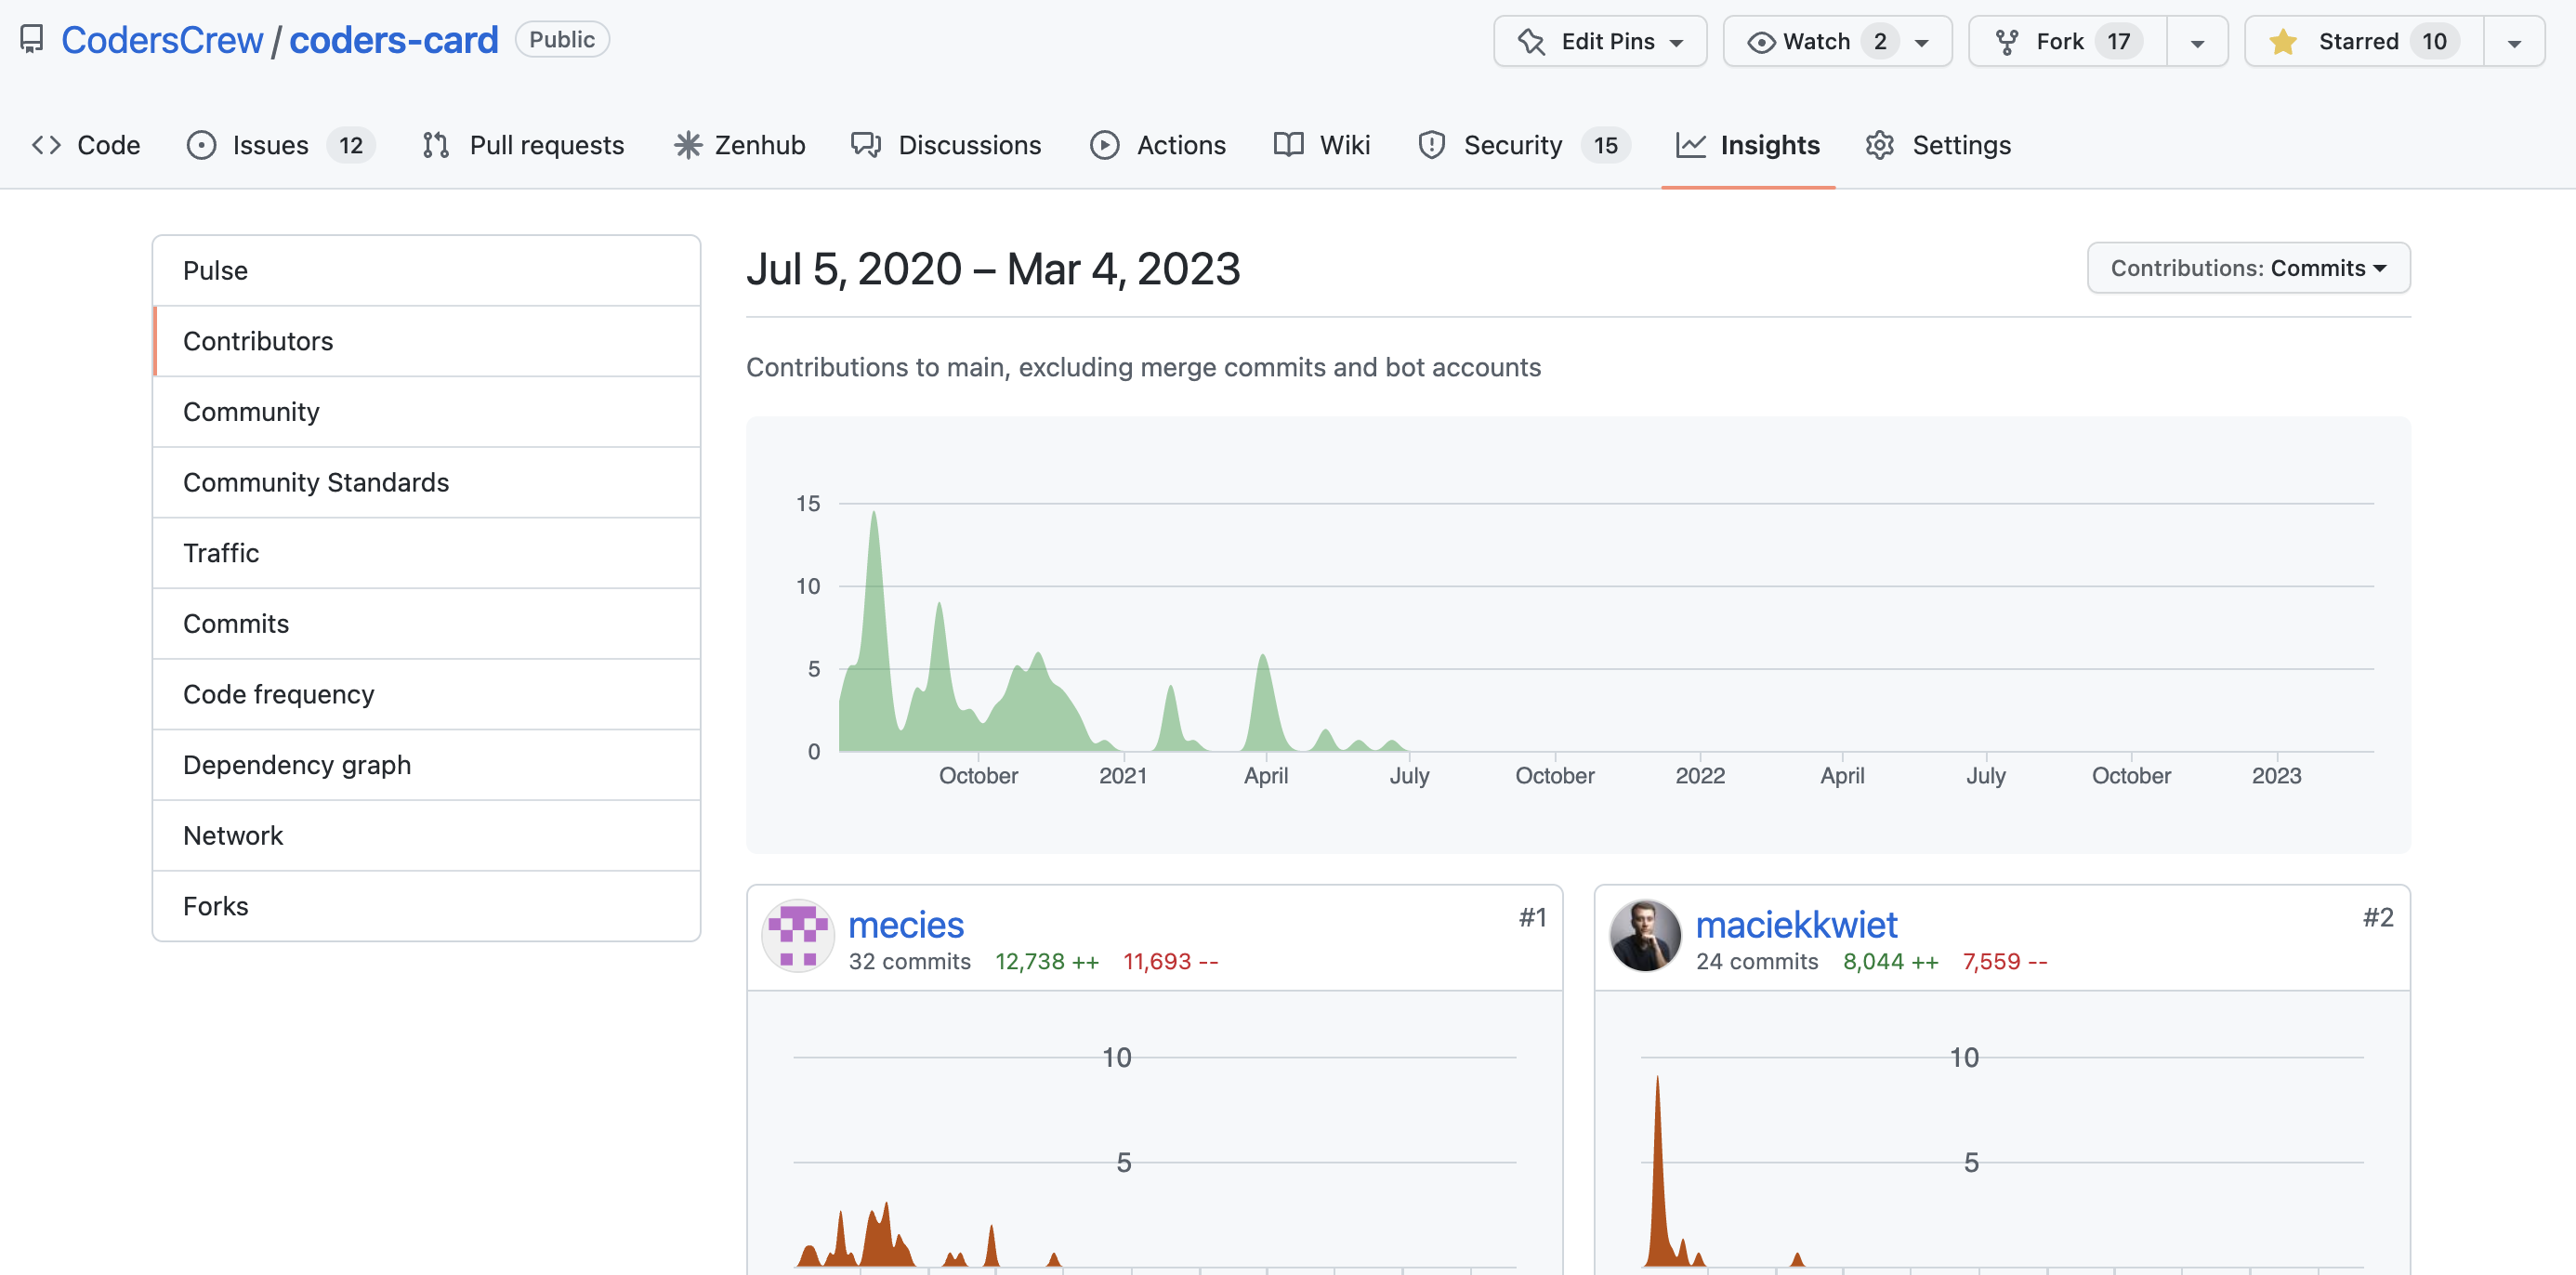 CodersCrew / coders-card Public
Edit Pins Watch 2 Fork 17 Starred 10
Code Issues 12 Pull requests Zenhub Discussions Actions Wiki Security 15 Insights Settings
Pulse
Contributors
Community
Community Standards
Traffic
Commits
Code frequency
Dependency graph
Network
Forks
Jul 5, 2020 – Mar 4, 2023
Contributions: Commits
Contributions to main, excluding merge commits and bot accounts
15
10
5
0
October 2021 April July October 2022 April July October 2023
mecies #1
32 commits 12,738 ++ 11,693 --
10
5
maciekkwiet #2
24 commits 8,044 ++ 7,559 --
10
5